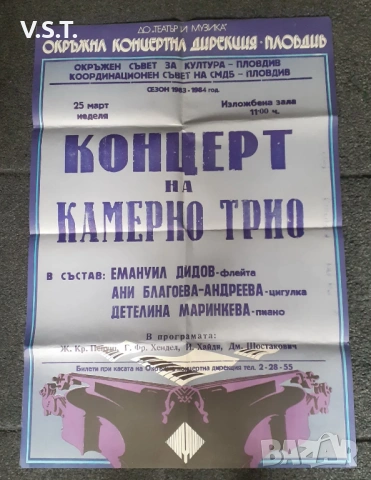 V.S.T.
ДО „ТЕАТЪР И МУЗИКА"
ОКРЪЖНА КОНЦЕРТНА ДИРЕКЦИЯ • ПЛОВДИВ
ОКРЪЖЕН СЪВЕТ ЗА КУЛТУРА – ПЛОВДИВ
КООРДИНАЦИОНЕН СЪВЕТ НА СМДБ – ПЛОВДИВ
СЕЗОН 1983-1984 год.
25 март
неделя
Изложбена зала
11:00 ч.
КОНЦЕРТ
НА
КАМЕРНО ТРИО
В СЪСТАВ: ЕМАНУИЛ ДИДОВ-флейта
АНИ БЛАГОЕВА-АНДРЕЕВА-цигулка
ДЕТЕЛИНА МАРИНКЕВА-пиано
В програмата:
Ж. Кр. Г. Фр. Хендел, Й. Хайдн, Дм. Шостакович
Билети при касата на Окръжна концертна дирекция тел. 2-28-55
BAZAR